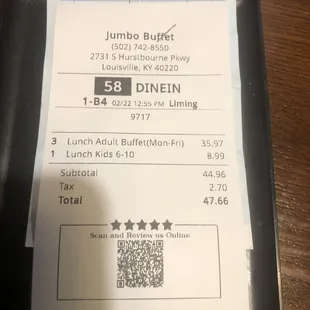 Jumbo Buffet
(502) 742-8550
2731 S Hurstbourne Pkwy
Louisville, KY 40220
58 DINEIN
1-B4 02/22 12:55 PM Liming
9717
3 Lunch Adult Buffet(Mon-Fri) 35.97
1 Lunch Kids 6-10 8.99
Subtotal 44.96
Tax 2.70
Total 47.66
Scan and Review us Online